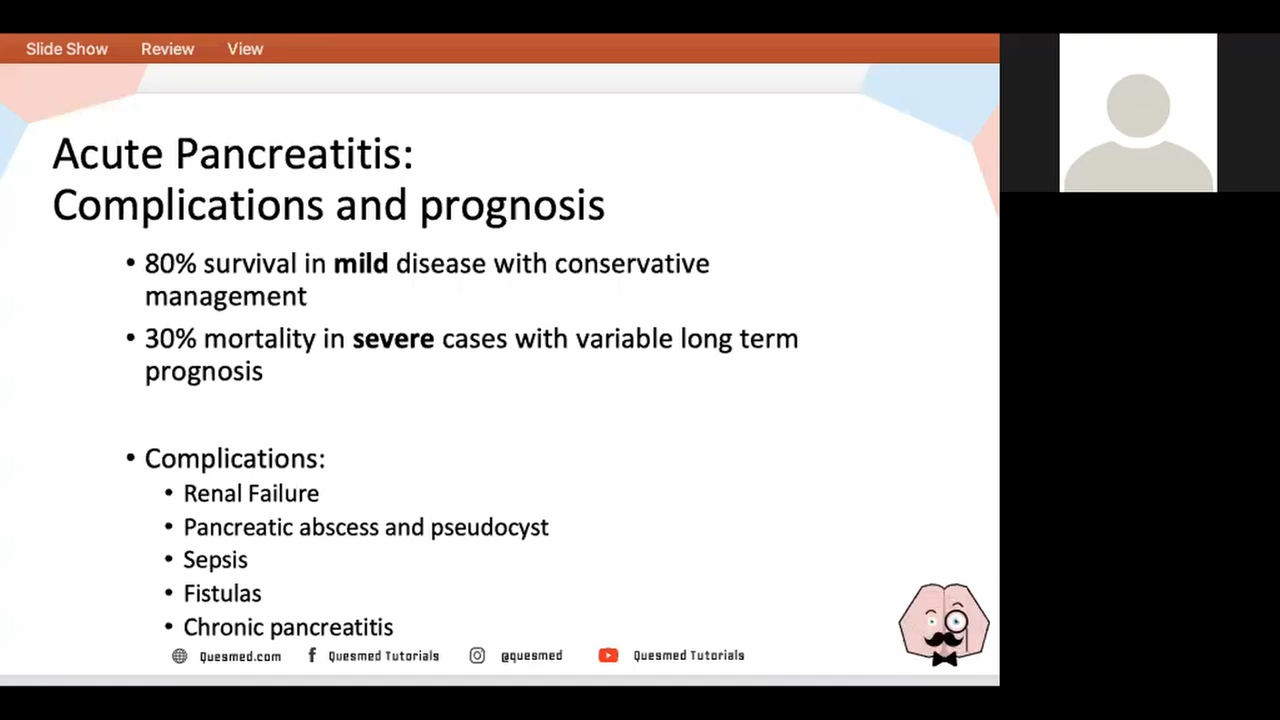 Slide Show Review View
Acute Pancreatitis:
Complications and prognosis
• 80% survival in mild disease with conservative
management
• 30% mortality in severe cases with variable long term
prognosis
• Complications:
• Renal Failure
• Pancreatic abscess and pseudocyst
• Sepsis
• Fistulas
• Chronic pancreatitis
Quesmed.com Quesmed Tutorials @quesmed Quesmed Tutorials